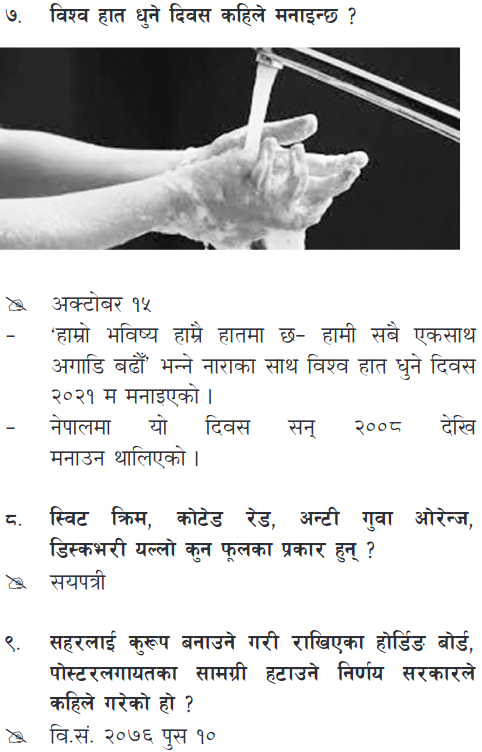 ७. विश्व हात धुने दिवस कहिले मनाइन्छ ?
अक्टोबर १५
– ‘हाम्रो भविष्य हाम्रै हातमा छ– हामी सबै एकसाथ
अगाडि बढौँ’ भन्ने नाराका साथ विश्व हात धुने दिवस
२०२१ म मनाइएको ।
– नेपालमा यो दिवस सन् २००८ देखि
मनाउन थालिएको ।
८. स्विट क्रिम, कोटेड रेड, अन्टी गुवा ओरेन्ज,
डिस्कभरी यल्लो कुन फूलका प्रकार हुन् ?
सयपत्री
९. सहरलाई कुरूप बनाउने गरी राखिएका होर्डिङ बोर्ड,
पोस्टरलगायतका सामग्री हटाउने निर्णय सरकारले
कहिले गरेको हो ?
वि.सं. २०७६ पुस १०